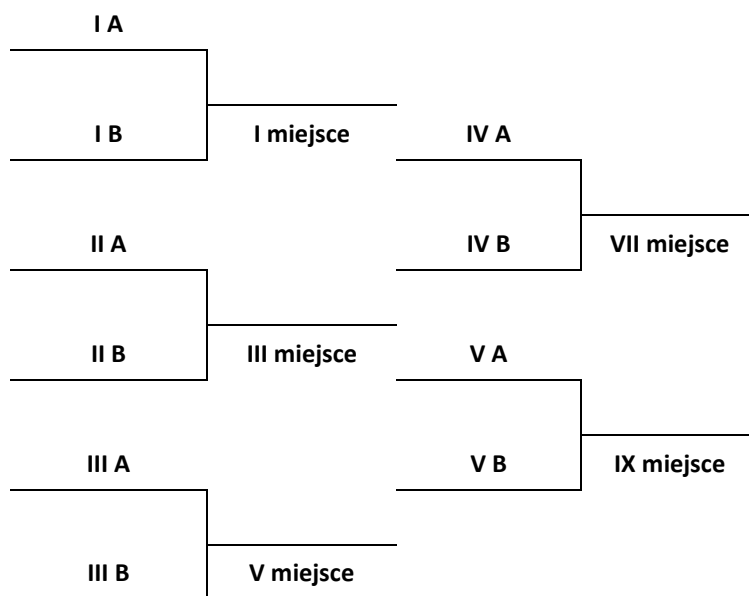 I A
I B
I miejsce
IV A
II A
IV B
VII miejsce
II B
III miejsce
V A
III A
V B
IX miejsce
III B
V miejsce